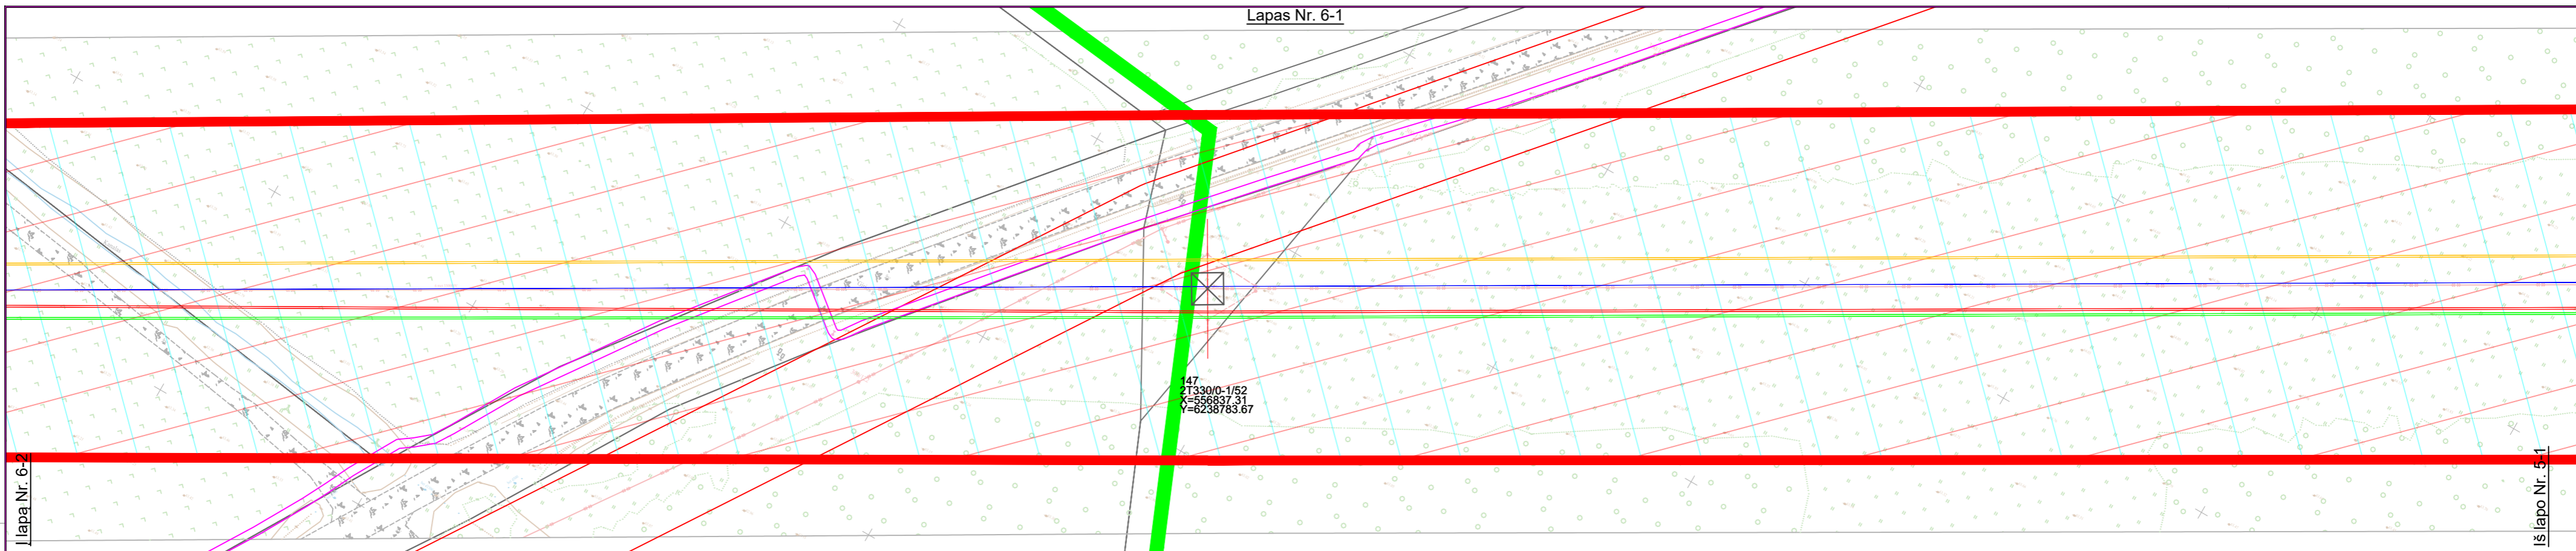 Lapas Nr. 6-1
147
2T330/0-1/52
X=556837.31
Y=6238783.67
Į lapą Nr. 6-2
Iš lapo Nr. 5-1